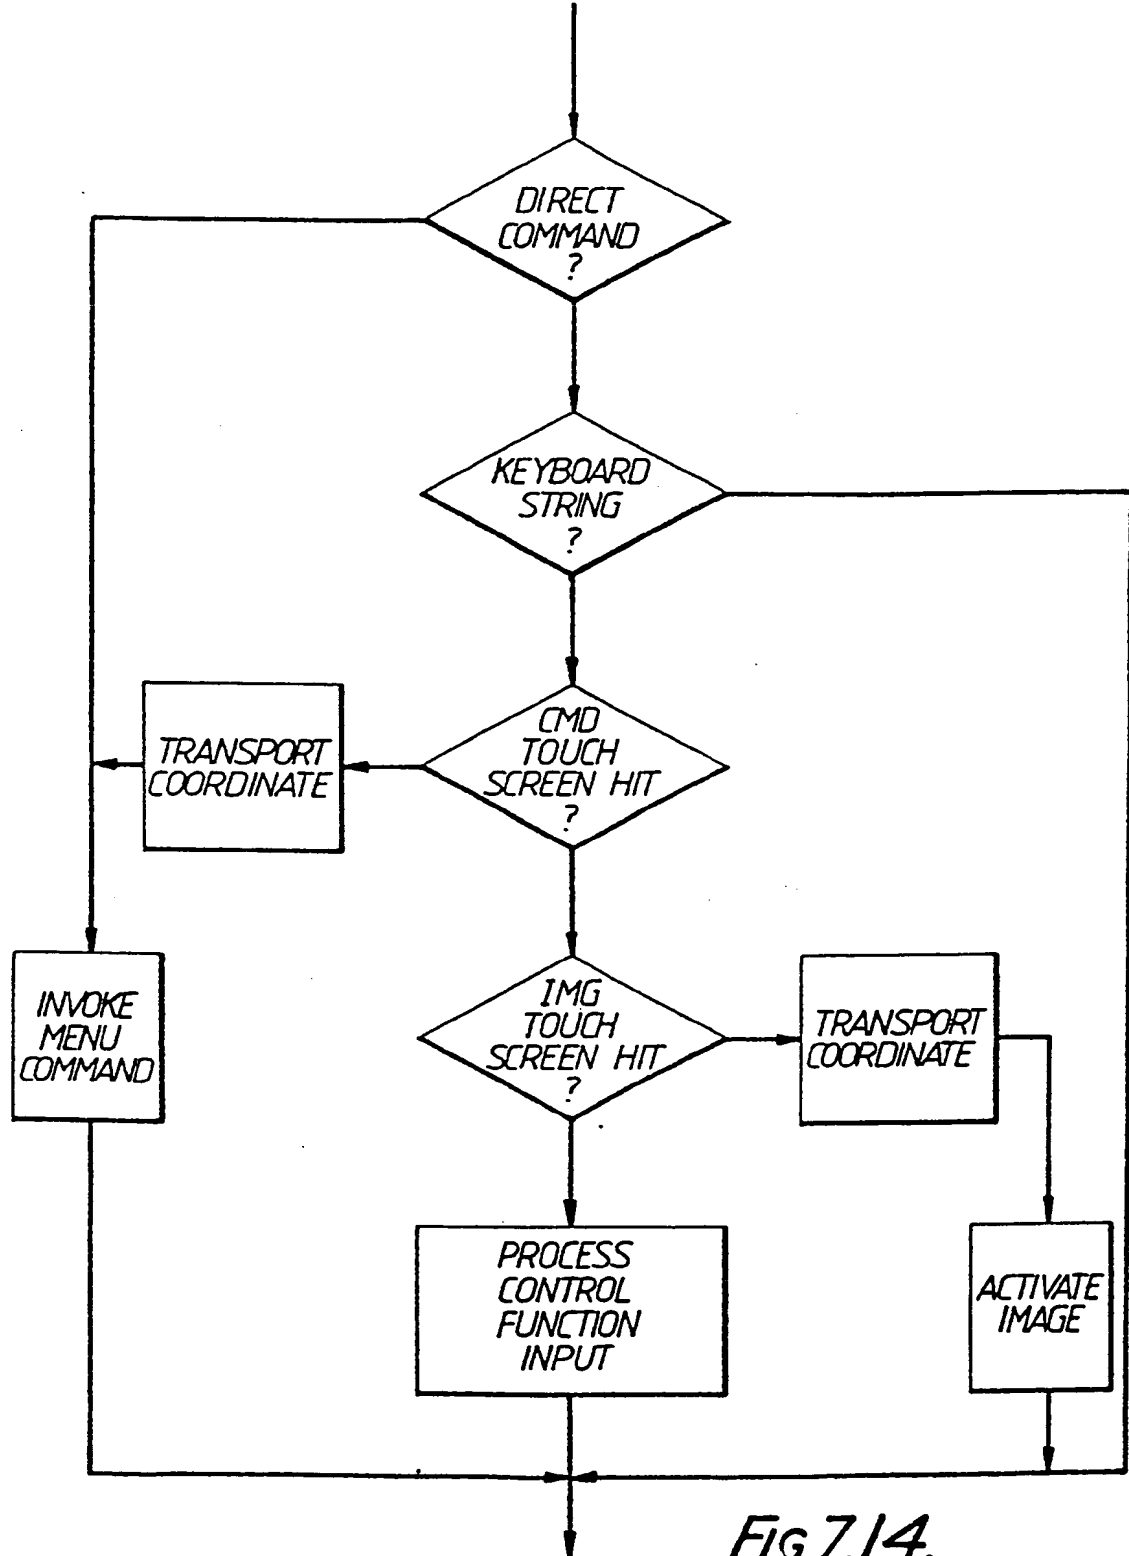 DIRECT
COMMAND
?
KEYBOARD
STRING
?
CMD
TOUCH
SCREEN HIT
?
TRANSPORT
COORDINATE
IMG
TOUCH
SCREEN HIT
?
TRANSPORT
COORDINATE
INVOKE
MENU
COMMAND
PROCESS
CONTROL
FUNCTION
INPUT
ACTIVATE
IMAGE
FIG 7.14.